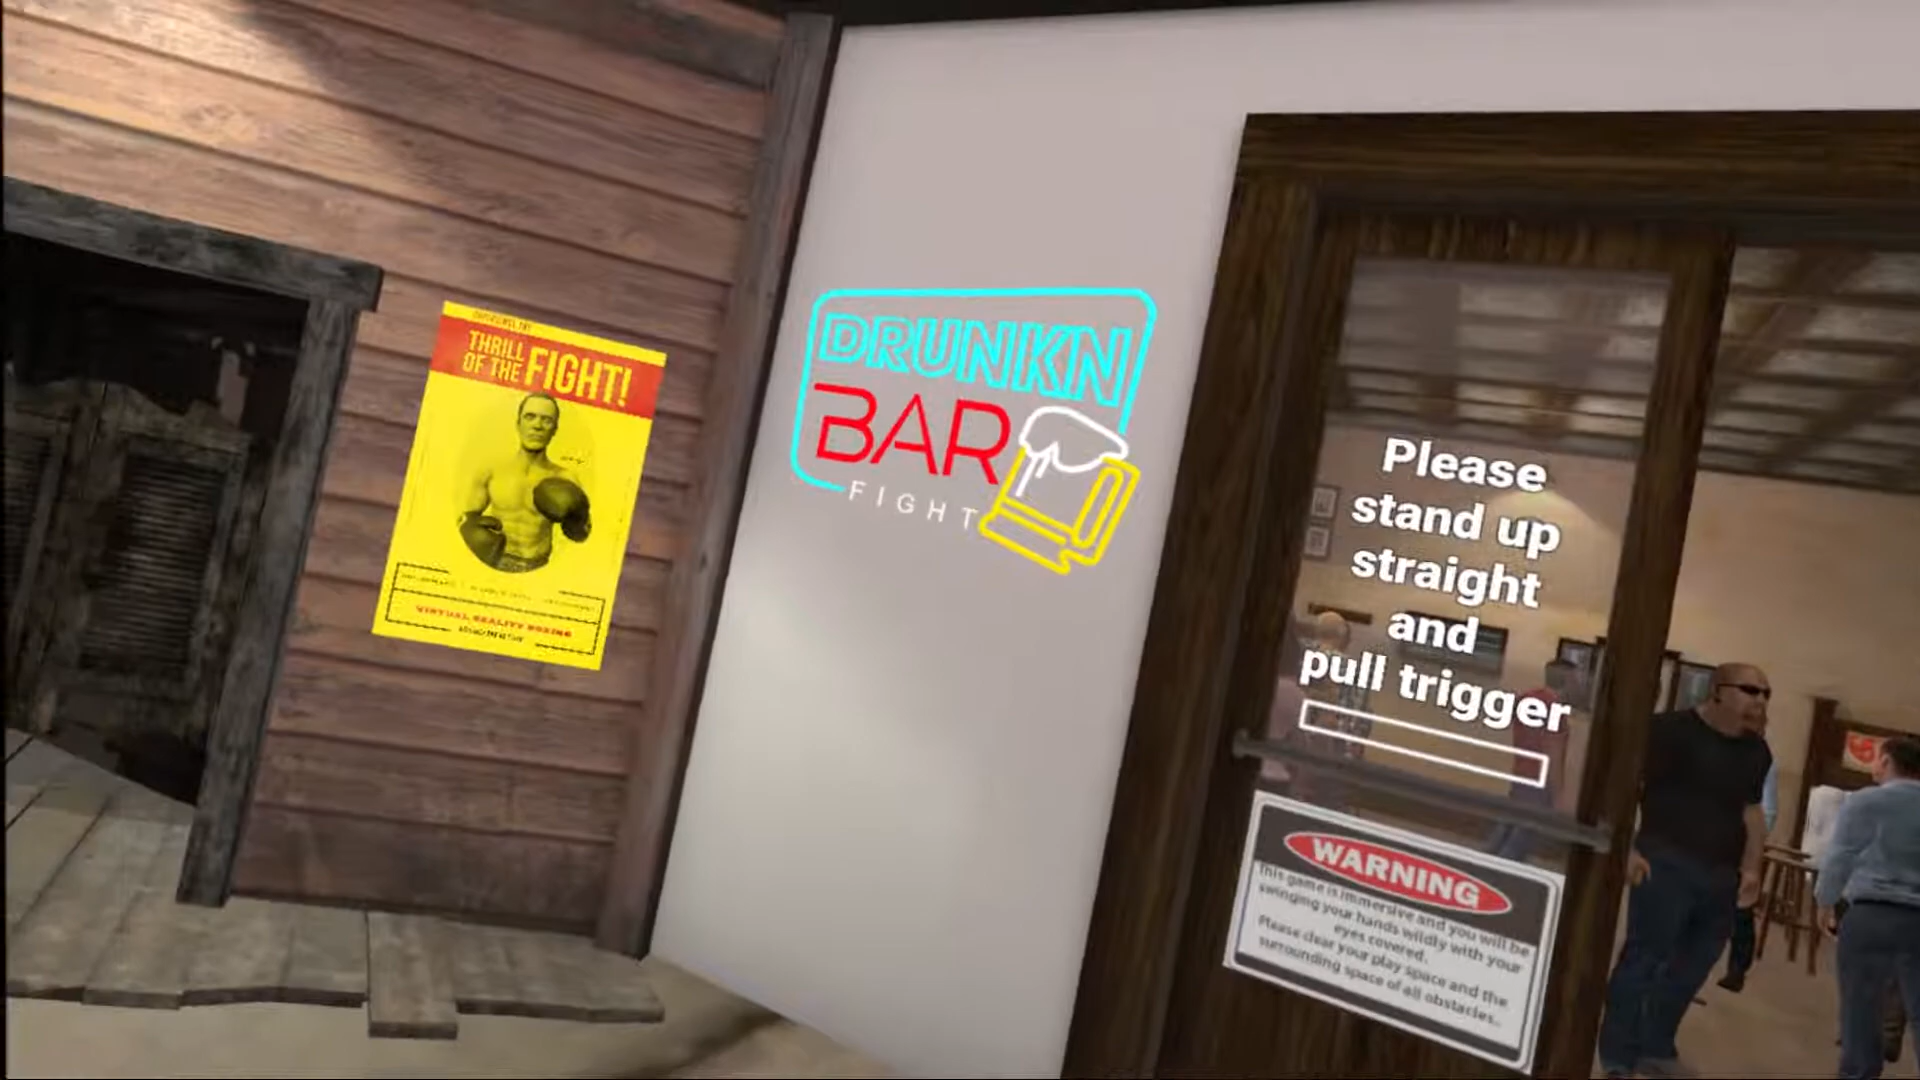 THRILL
OF THE FIGHT!
VIRTUAL REALITY BOXING
DRUNKN
BAR
FIGHT
Please
stand up
straight
and
pull trigger
WARNING
This game is immersive and you will be
swinging your hands wildly with your
eyes covered.
Please clear your play space and the
surrounding space of all obstacles..